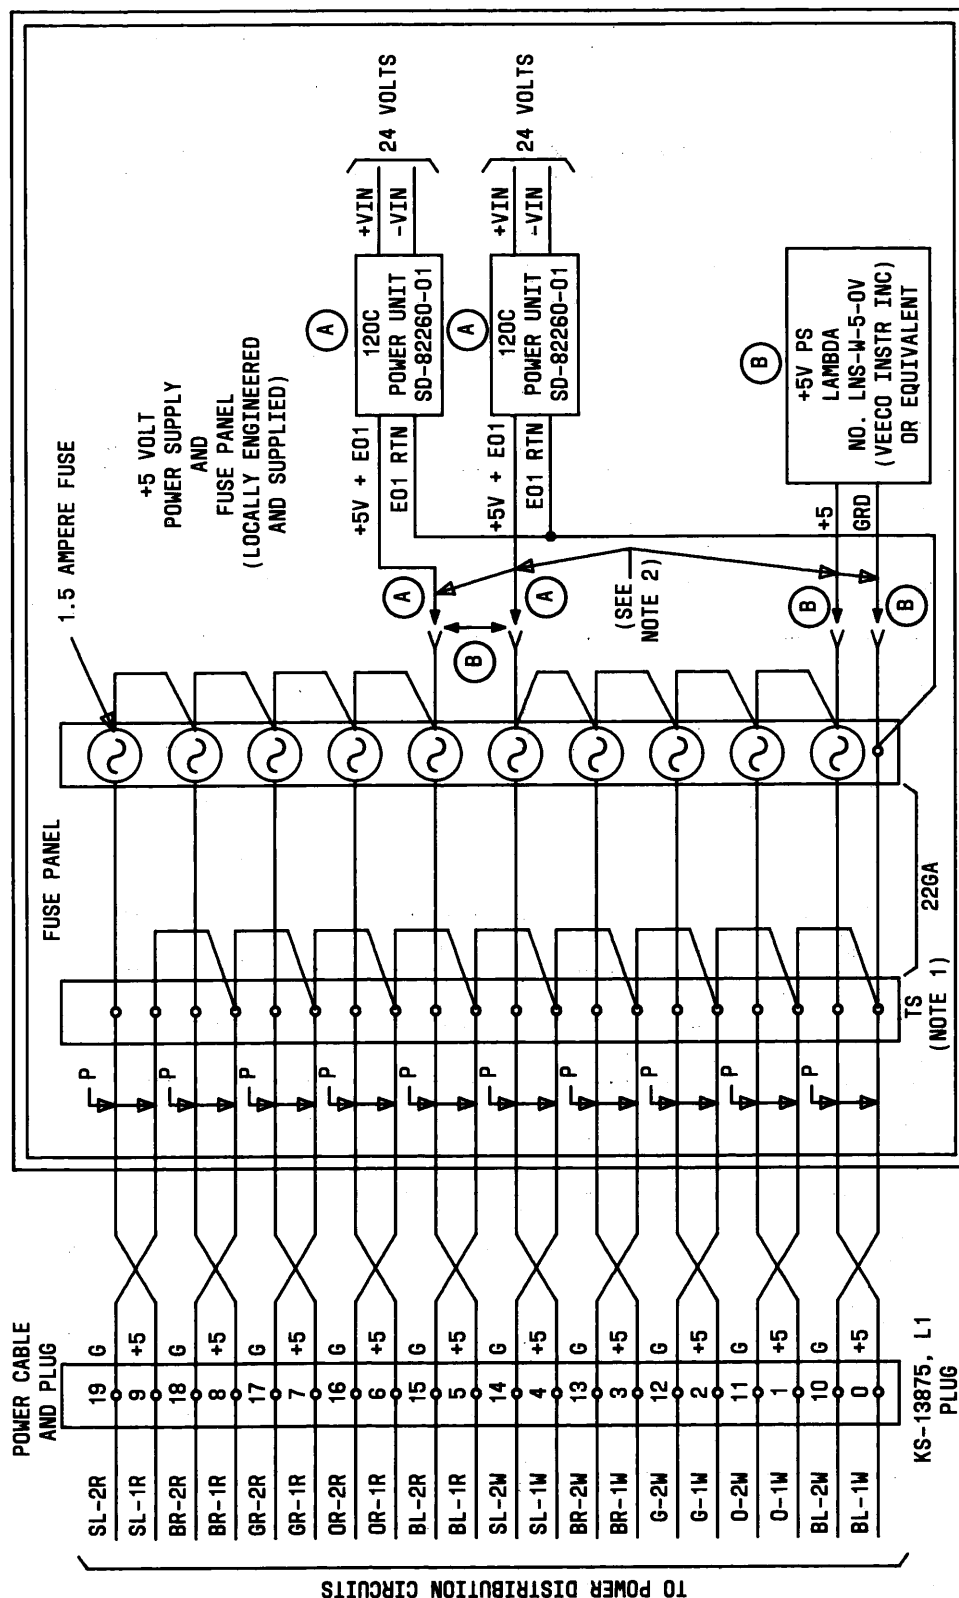 FUSE PANEL
1.5 AMPERE FUSE
+5 VOLT
POWER SUPPLY
AND
FUSE PANEL
(LOCALLY ENGINEERED
AND SUPPLIED)
A
120C
POWER UNIT
SD-82260-01
+5V + E01
E01 RTN
+VIN
-VIN
24 VOLTS
A
120C
POWER UNIT
SD-82260-01
+5V + E01
E01 RTN
+VIN
-VIN
24 VOLTS
B
+5V PS
LAMBDA
NO. LNS-W-5-OV
(VEECO INSTR INC)
OR EQUIVALENT
+5
GRD
A
A
B
B
B
(SEE
NOTE 2)
22GA
TS
(NOTE 1)
P
P
P
P
P
P
P
P
P
P
POWER CABLE
AND PLUG
SL-2R 19 G
SL-1R 9 +5
BR-2R 18 G
BR-1R 8 +5
GR-2R 17 G
GR-1R 7 +5
OR-2R 16 G
OR-1R 6 +5
BL-2R 15 G
BL-1R 5 +5
SL-2W 14 G
SL-1W 4 +5
BR-2W 13 G
BR-1W 3 +5
G-2W 12 G
G-1W 2 +5
O-2W 11 G
O-1W 1 +5
BL-2W 10 G
BL-1W 0 +5
KS-13875, L1
PLUG
TO POWER DISTRIBUTION CIRCUITS